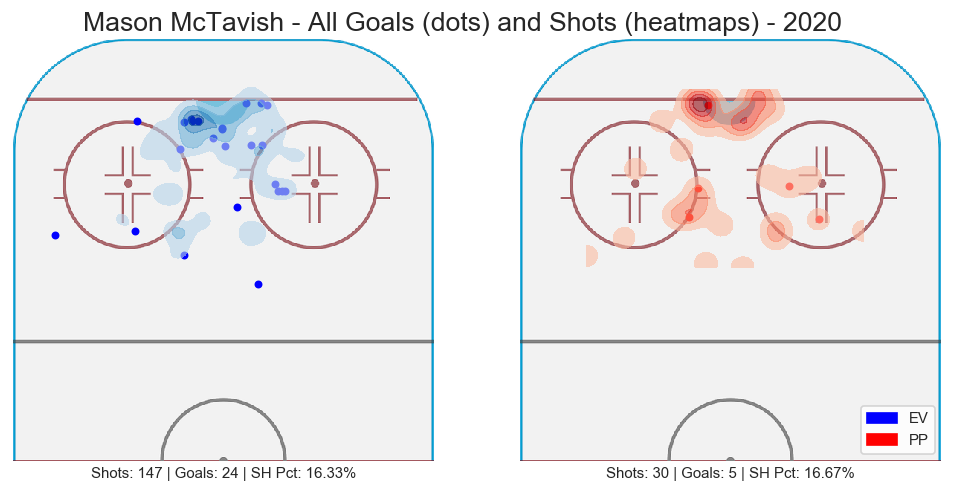 Mason McTavish - All Goals (dots) and Shots (heatmaps) - 2020
EV
PP
Shots: 147 | Goals: 24 | SH Pct: 16.33%
Shots: 30 | Goals: 5 | SH Pct: 16.67%